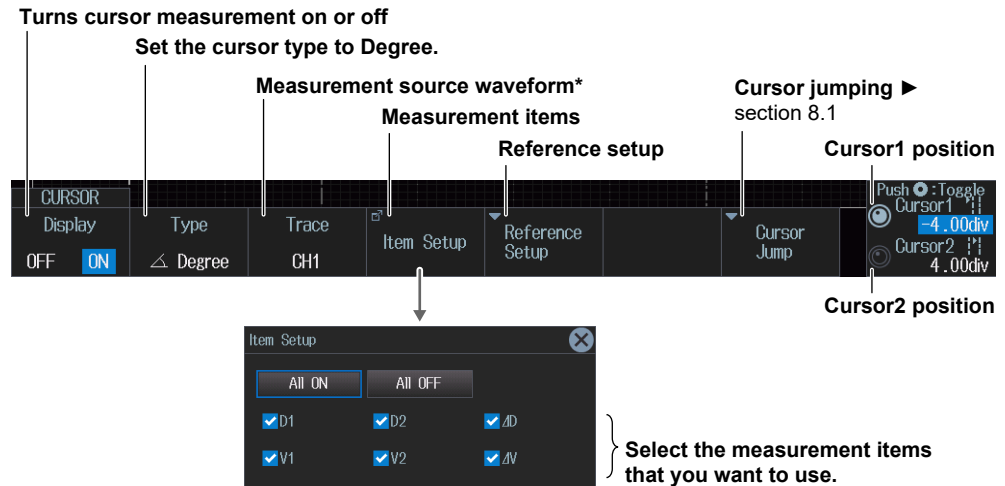 Turns cursor measurement on or off
Set the cursor type to Degree.
Measurement source waveform*
Measurement items
Reference setup
Cursor jumping ►
section 8.1
Cursor1 position
CURSOR
Display
OFF ON
Type
Degree
Trace
CH1
Item Setup
Reference
Setup
Cursor
Jump
Push :Toggle
Cursor1
-4.00div
Cursor2
4.00div
Cursor2 position
Item Setup
All ON All OFF
D1 D2 ΔD
V1 V2 ΔV
Select the measurement items
that you want to use.